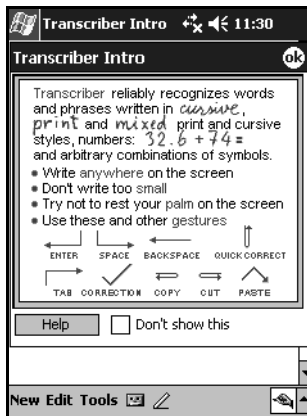 Transcriber Intro 11:30
Transcriber Intro ok
Transcriber reliably recognizes words
and phrases written in cursive,
print and mixed print and cursive
styles, numbers: 32.6 + 74 =
and arbitrary combinations of symbols.
• Write anywhere on the screen
• Don't write too small
• Try not to rest your palm on the screen
• Use these and other gestures
ENTER SPACE BACKSPACE QUICK CORRECT
TAB CORRECTION COPY CUT PASTE
Help Don't show this
New Edit Tools